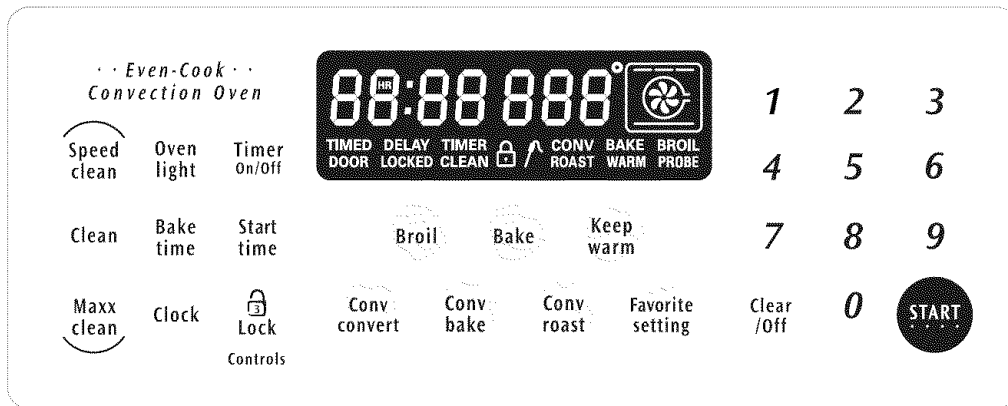 · · Even-Cook · ·
Convection Oven
Speed
clean
Oven
light
Timer
On/Off
Clean
Bake
time
Start
time
Maxx
clean
Clock
3
Lock
Controls
88:88 888°
HR
TIMED DELAY TIMER CONV BAKE BROIL
DOOR LOCKED CLEAN ROAST WARM PROBE
Broil
Bake
Keep
warm
Conv
convert
Conv
bake
Conv
roast
Favorite
setting
1 2 3
4 5 6
7 8 9
Clear
/Off
0
START